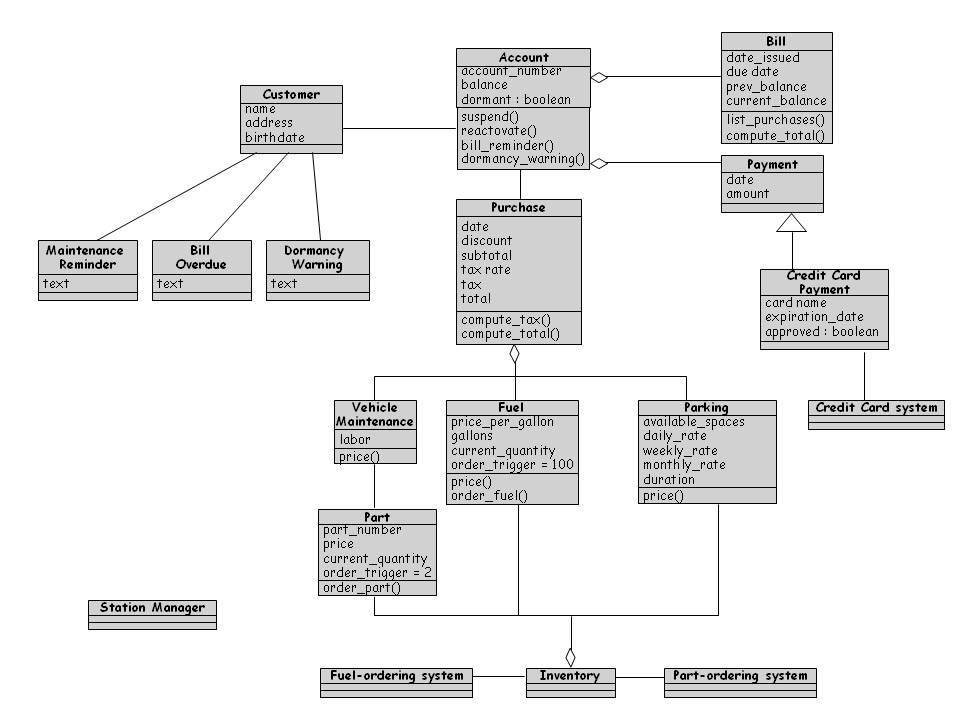 Bill
date_issued
due date
prev_balance
current_balance
list_purchases()
compute_total()
Account
account_number
balance
dormant : boolean
suspend()
reactovate()
bill_reminder()
dormancy_warning()
Customer
name
address
birthdate
Payment
date
amount
Purchase
date
discount
subtotal
tax rate
tax
total
compute_tax()
compute_total()
Maintenance
Reminder
text
Bill
Overdue
text
Dormancy
Warning
text
Credit Card
Payment
card name
expiration_date
approved : boolean
Vehicle
Maintenance
labor
price()
Fuel
price_per_gallon
gallons
current_quantity
order_trigger = 100
price()
order_fuel()
Parking
available_spaces
daily_rate
weekly_rate
monthly_rate
duration
price()
Credit Card system
Part
part_number
price
current_quantity
order_trigger = 2
order_part()
Station Manager
Fuel-ordering system
Inventory
Part-ordering system